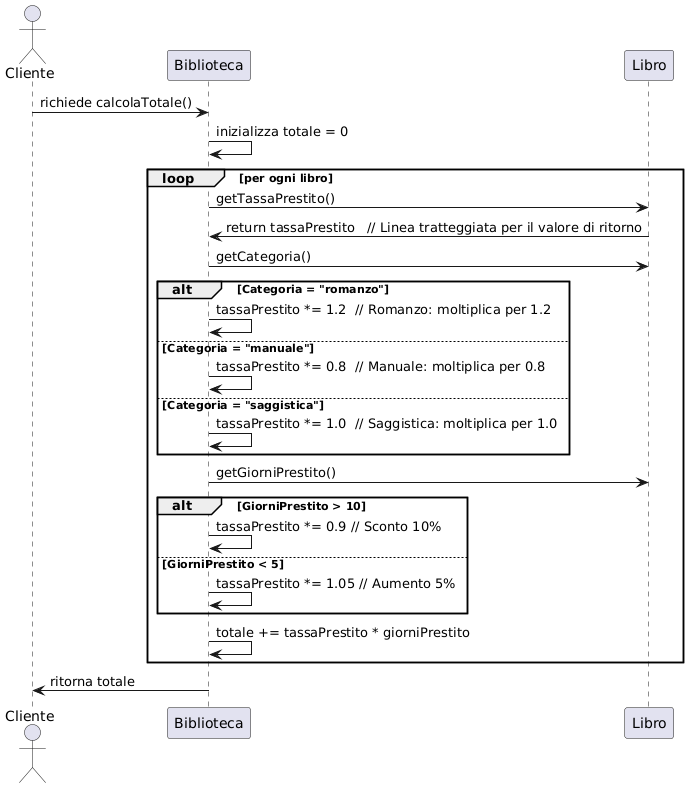 Cliente
Biblioteca
Libro
richiede calcolaTotale()
inizializza totale = 0
loop [per ogni libro]
getTassaPrestito()
return tassaPrestito // Linea tratteggiata per il valore di ritorno
getCategoria()
alt [Categoria = "romanzo"]
tassaPrestito *= 1.2 // Romanzo: moltiplica per 1.2
[Categoria = "manuale"]
tassaPrestito *= 0.8 // Manuale: moltiplica per 0.8
[Categoria = "saggistica"]
tassaPrestito *= 1.0 // Saggistica: moltiplica per 1.0
getGiorniPrestito()
alt [GiorniPrestito > 10]
tassaPrestito *= 0.9 // Sconto 10%
[GiorniPrestito < 5]
tassaPrestito *= 1.05 // Aumento 5%
totale += tassaPrestito * giorniPrestito
ritorna totale
Cliente
Biblioteca
Libro